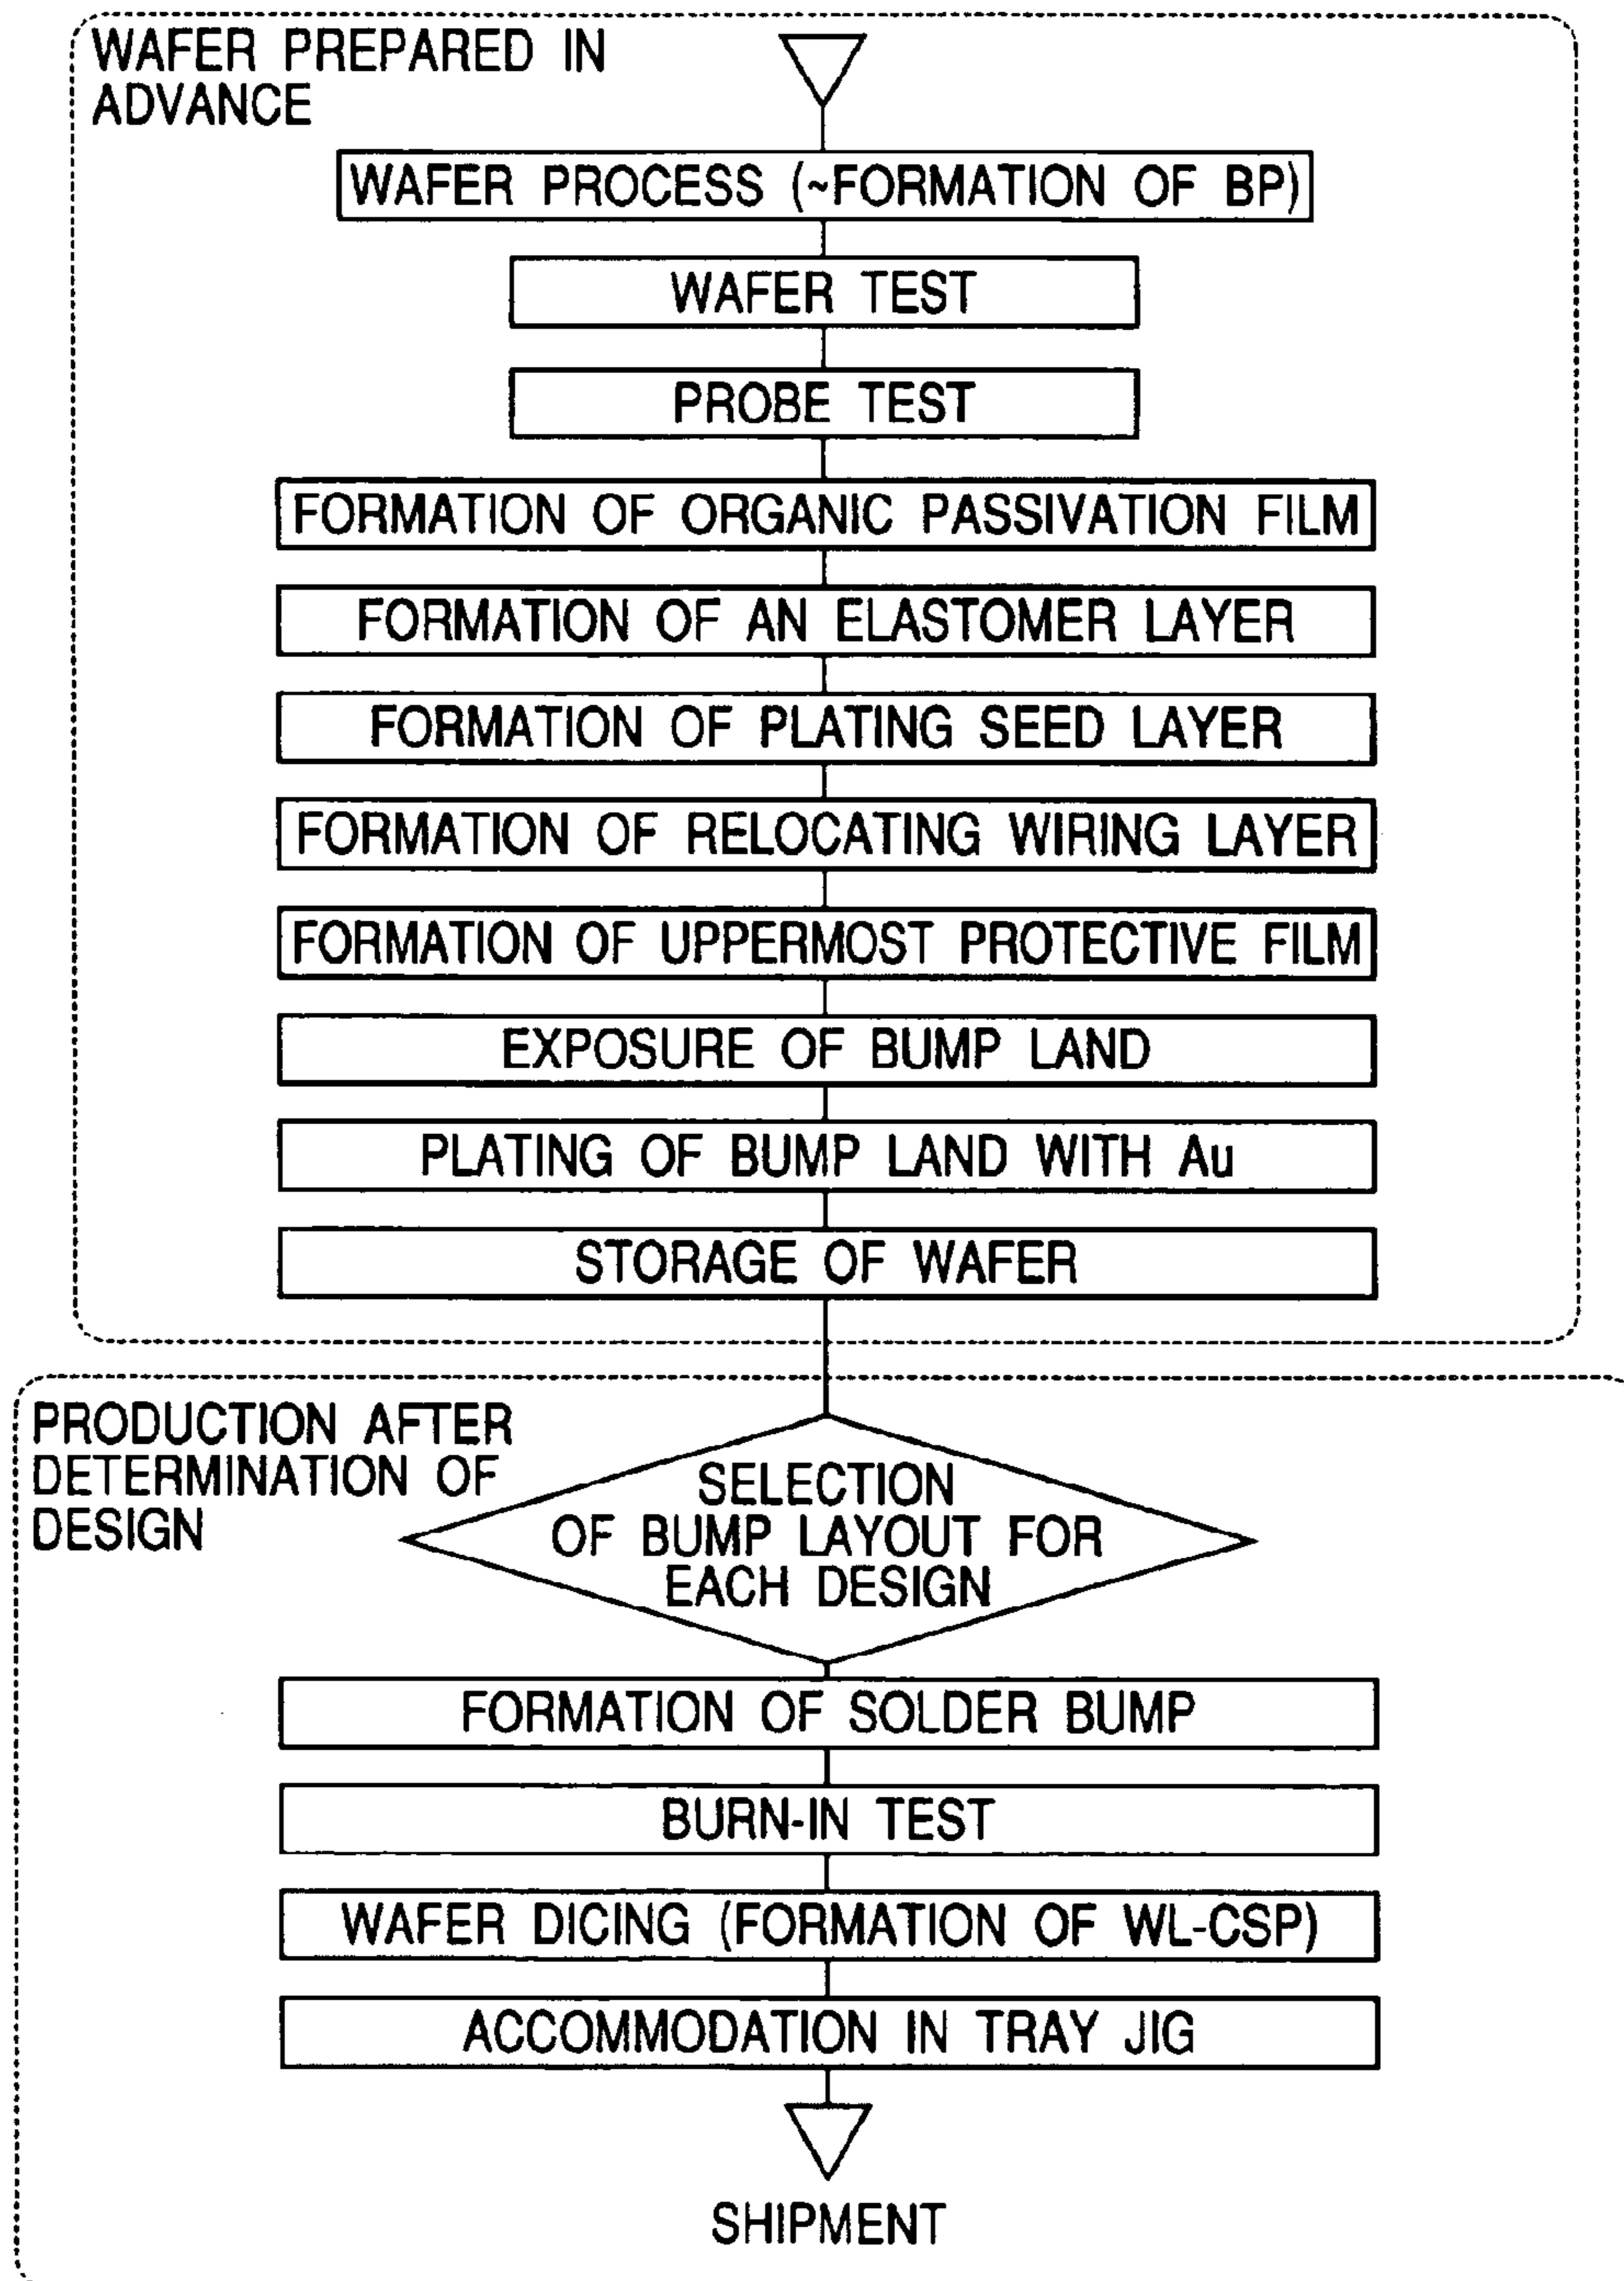 WAFER PREPARED IN
ADVANCE
WAFER PROCESS (~FORMATION OF BP)
WAFER TEST
PROBE TEST
FORMATION OF ORGANIC PASSIVATION FILM
FORMATION OF AN ELASTOMER LAYER
FORMATION OF PLATING SEED LAYER
FORMATION OF RELOCATING WIRING LAYER
FORMATION OF UPPERMOST PROTECTIVE FILM
EXPOSURE OF BUMP LAND
PLATING OF BUMP LAND WITH Au
STORAGE OF WAFER
PRODUCTION AFTER
DETERMINATION OF
DESIGN
SELECTION
OF BUMP LAYOUT FOR
EACH DESIGN
FORMATION OF SOLDER BUMP
BURN-IN TEST
WAFER DICING (FORMATION OF WL-CSP)
ACCOMMODATION IN TRAY JIG
SHIPMENT